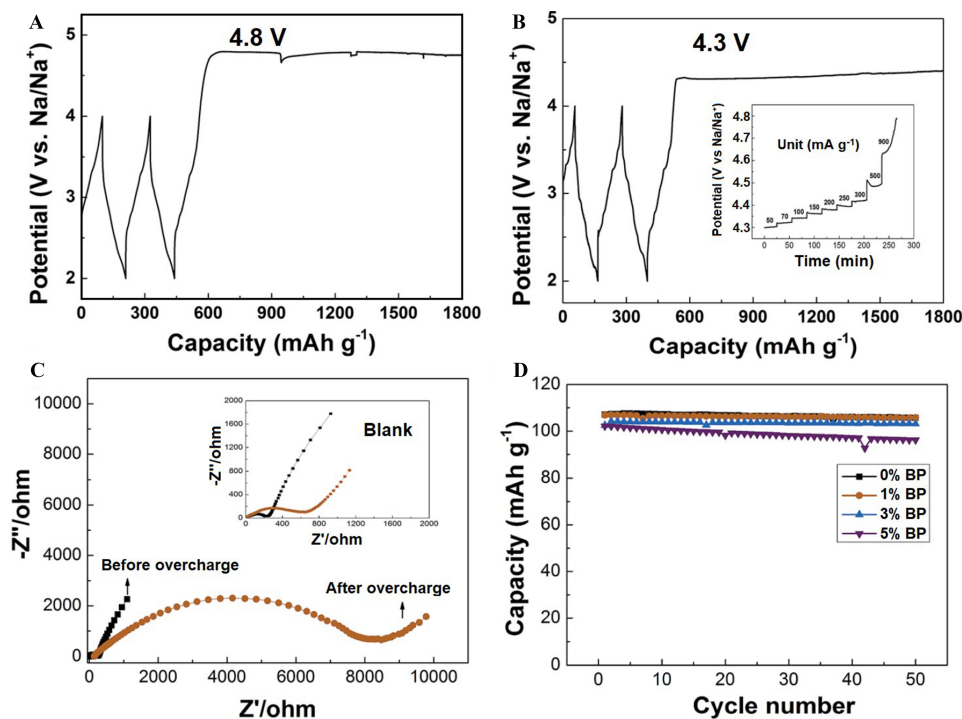 A
4.8 V
Potential (V vs. Na/Na+)
5
4
3
2
0 300 600 900 1200 1500 1800
Capacity (mAh g-1)
B
4.3 V
Potential (V vs. Na/Na+)
5
4
3
2
0 300 600 900 1200 1500 1800
Capacity (mAh g-1)
Potential (V vs Na/Na+)
4.8
4.7
4.6
4.5
4.4
4.3
Unit (mA g-1)
50 70 100 150 200 250 300 500 900
0 50 100 150 200 250 300
Time (min)
C
-Z''/ohm
10000
8000
6000
4000
2000
0
0 2000 4000 6000 8000 10000
Z'/ohm
Before overcharge
After overcharge
-Z''/ohm
2000
1600
1200
800
400
0
Blank
0 400 800 1200 1600 2000
Z'/ohm
D
Capacity (mAh g-1)
120
100
80
60
40
20
0
0% BP
1% BP
3% BP
5% BP
0 10 20 30 40 50
Cycle number